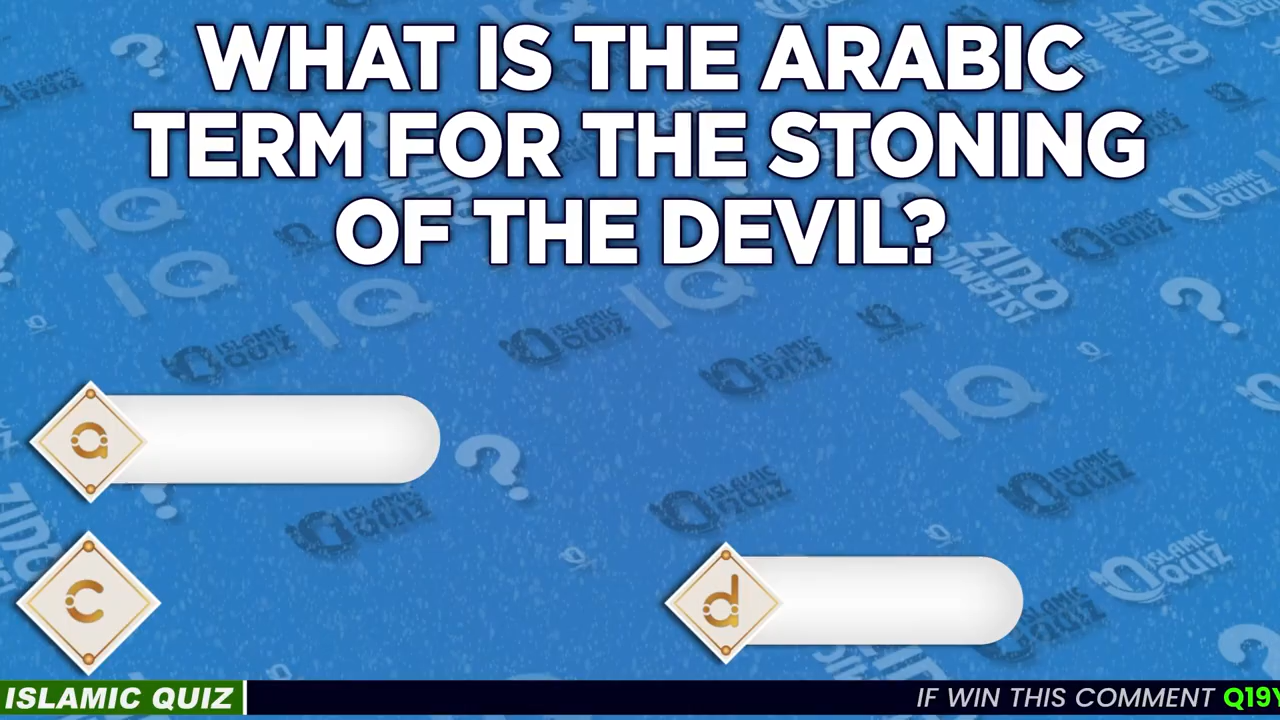 WHAT IS THE ARABIC
TERM FOR THE STONING
OF THE DEVIL?
a
c
d
ISLAMIC QUIZ
IF WIN THIS COMMENT Q19